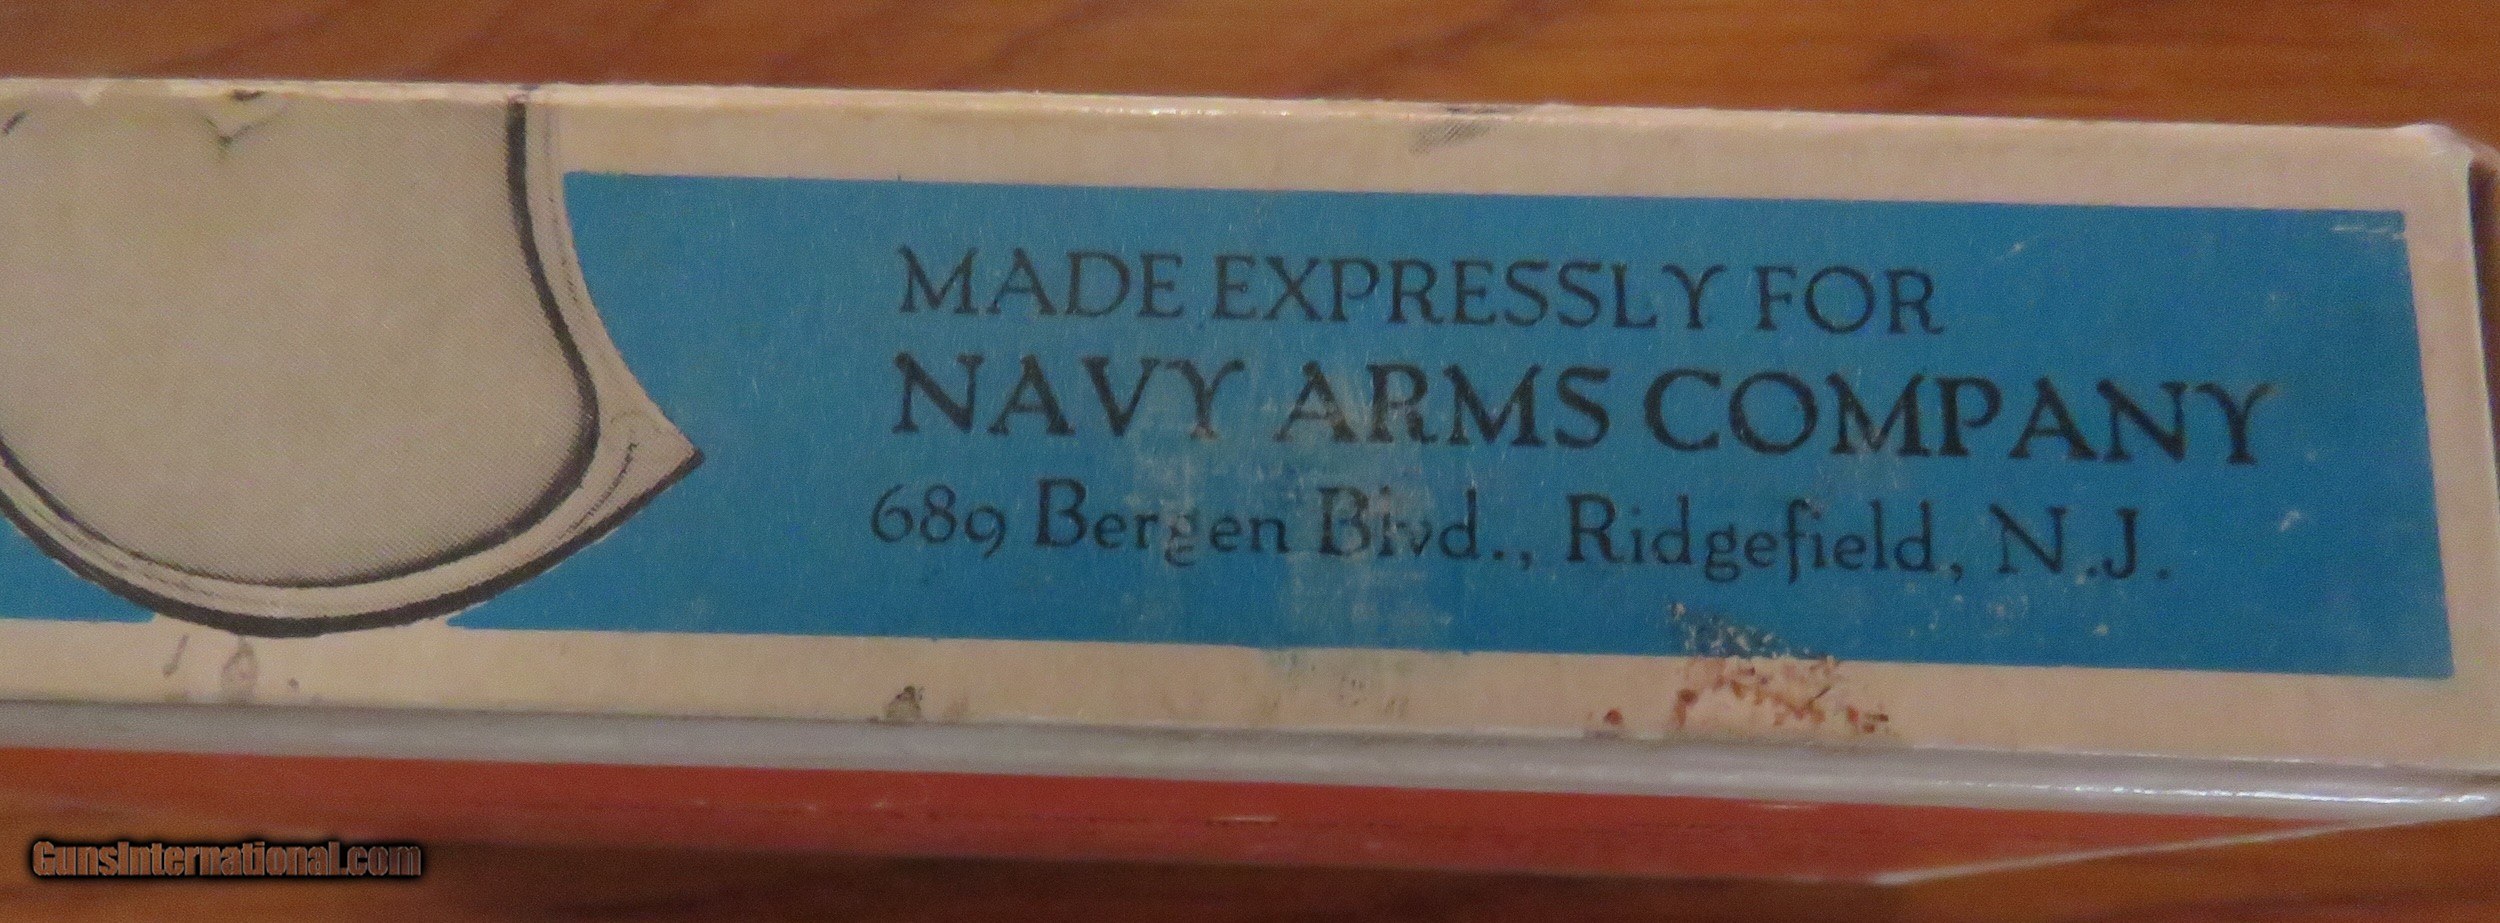 MADE EXPRESSLY FOR
NAVY ARMS COMPANY
689 Bergen Blvd., Ridgefield, N.J.
GunsInternational.com